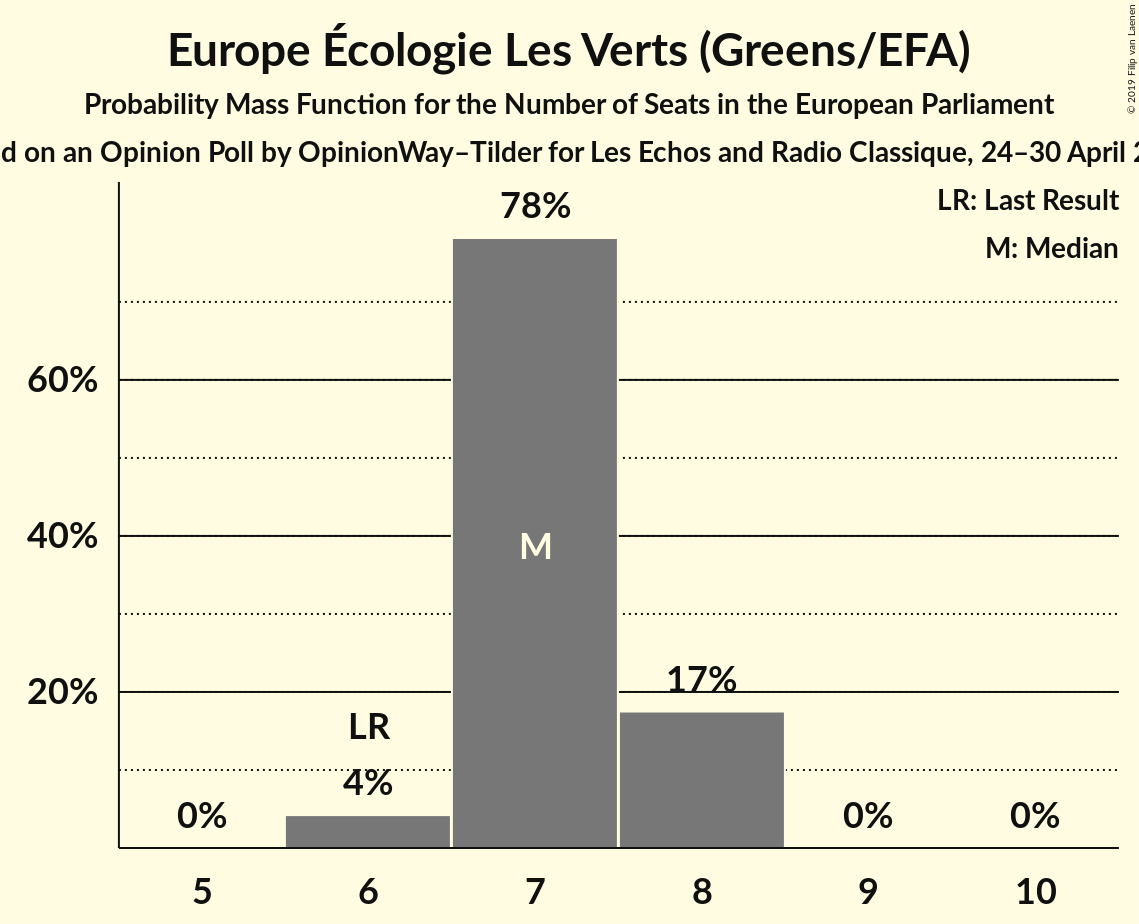 Europe Écologie Les Verts (Greens/EFA)
Probability Mass Function for the Number of Seats in the European Parliament
on an Opinion Poll by OpinionWay–Tilder for Les Echos and Radio Classique, 24–30 April
© 2019 Filip van Laenen
LR: Last Result
M: Median
78%
60%
40%
M
20%
17%
LR
4%
0%
0%
0%
5 6 7 8 9 10